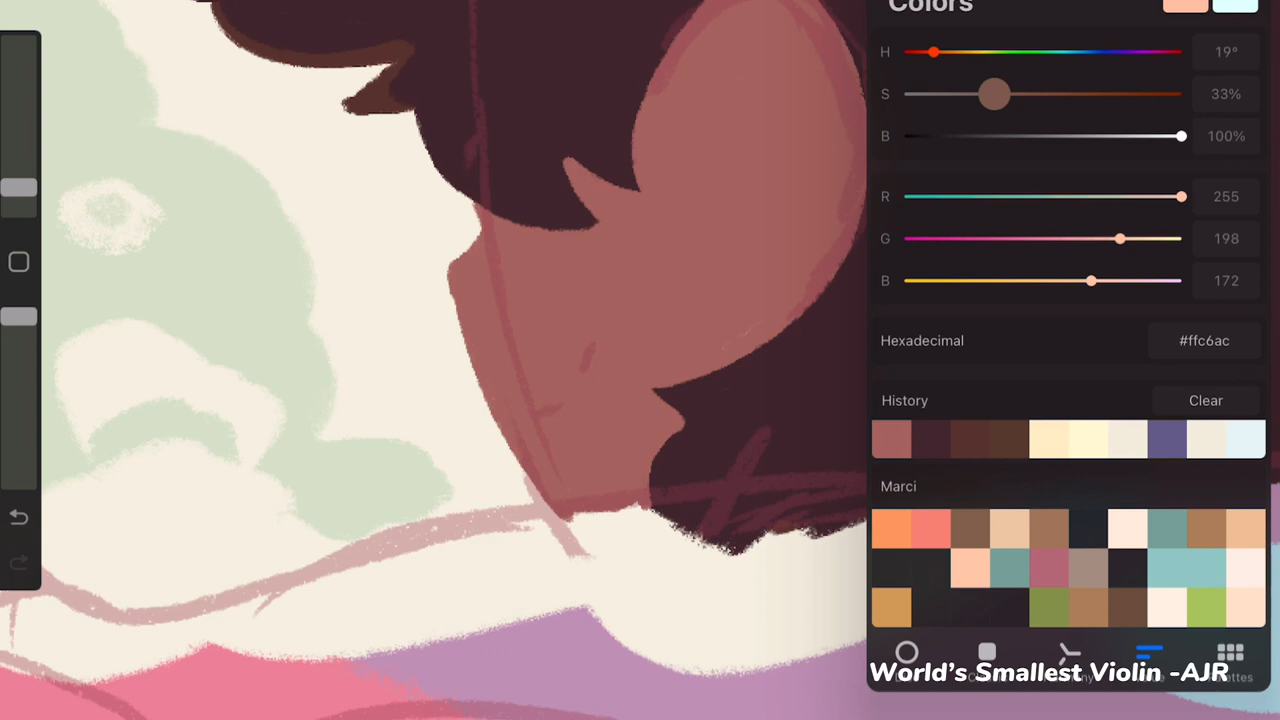 Colors
H 19°
S 33%
B 100%
R 255
G 198
B 172
Hexadecimal #ffc6ac
History Clear
Marci
World's Smallest Violin -AJR